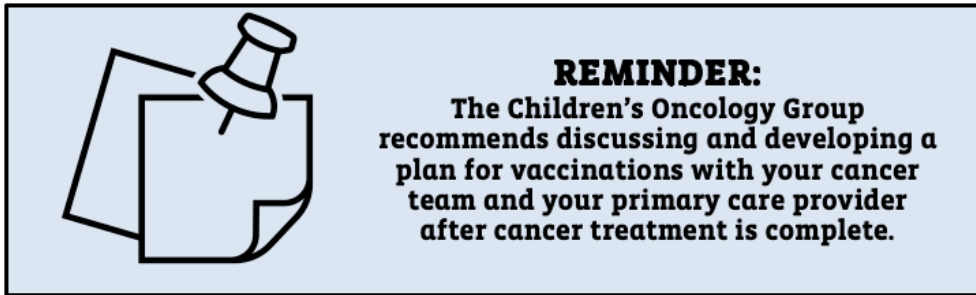 REMINDER:
The Children’s Oncology Group
recommends discussing and developing a
plan for vaccinations with your cancer
team and your primary care provider
after cancer treatment is complete.